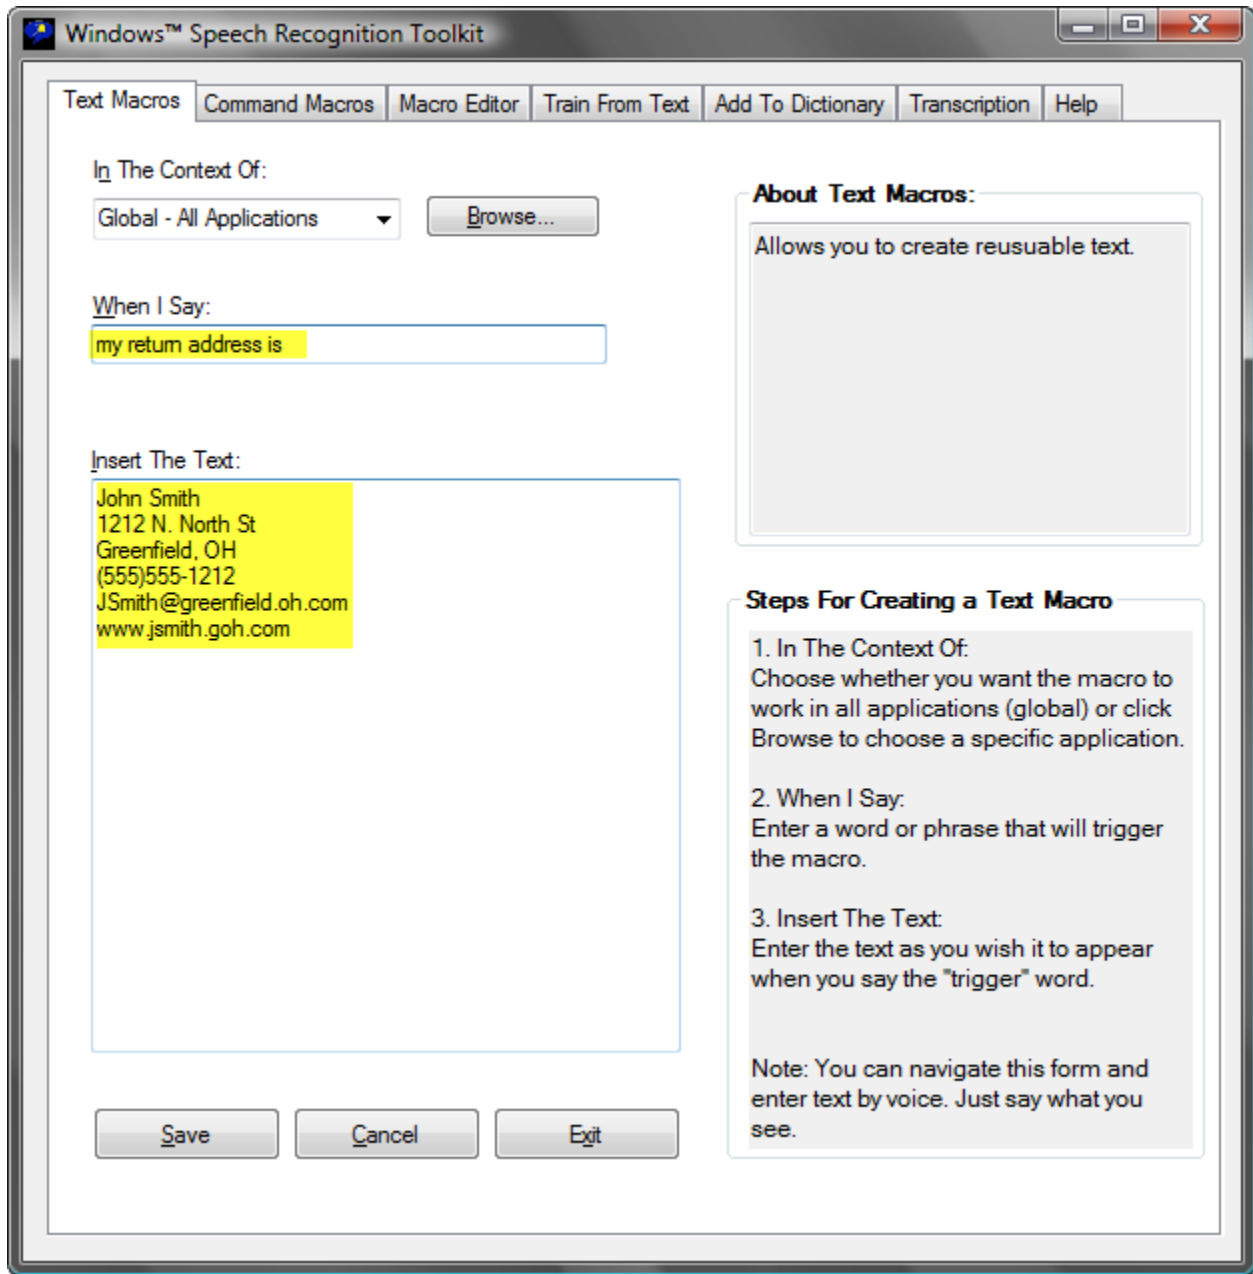 Windows™ Speech Recognition Toolkit
Text Macros Command Macros Macro Editor Train From Text Add To Dictionary Transcription Help
In The Context Of:
Global - All Applications Browse...
When I Say:
my return address is
Insert The Text:
John Smith
1212 N. North St
Greenfield, OH
(555)555-1212
JSmith@greenfield.oh.com
www.jsmith.goh.com
Save Cancel Exit
About Text Macros:
Allows you to create reusuable text.
Steps For Creating a Text Macro
1. In The Context Of:
Choose whether you want the macro to
work in all applications (global) or click
Browse to choose a specific application.
2. When I Say:
Enter a word or phrase that will trigger
the macro.
3. Insert The Text:
Enter the text as you wish it to appear
when you say the "trigger" word.
Note: You can navigate this form and
enter text by voice. Just say what you
see.